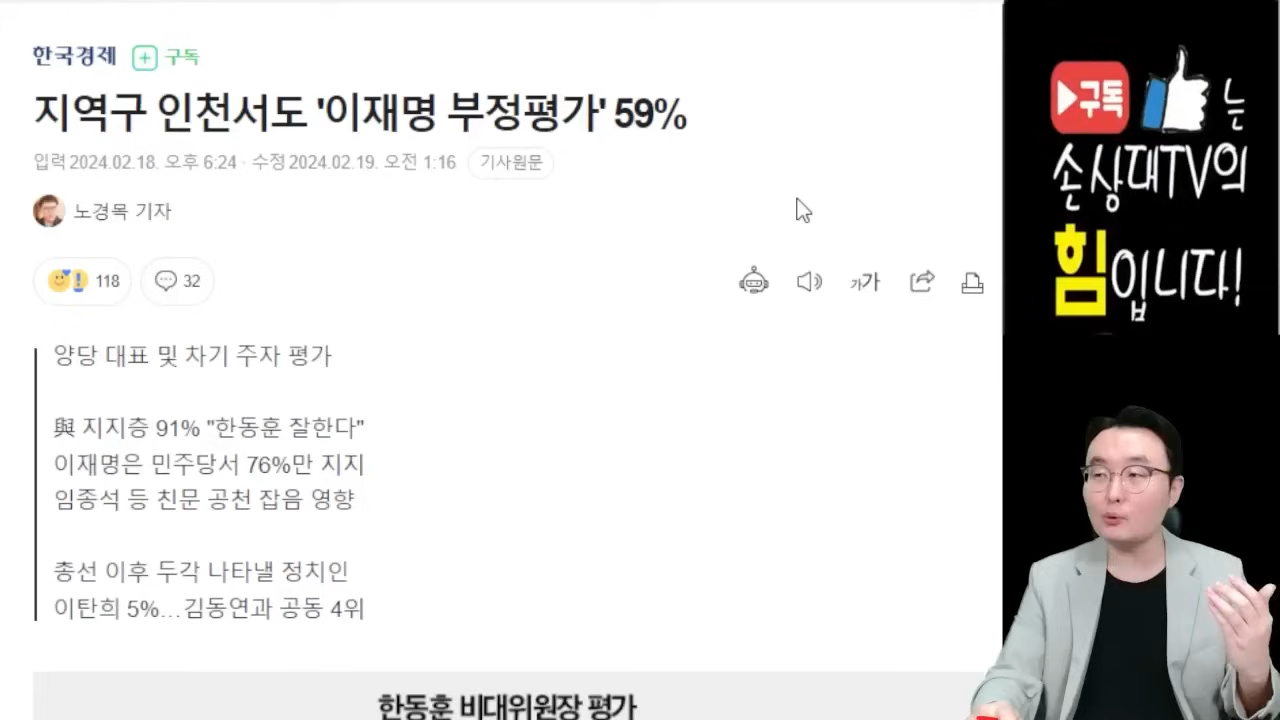 한국경제 구독
지역구 인천서도 '이재명 부정평가' 59%
입력 2024.02.18. 오후 6:24 · 수정 2024.02.19. 오전 1:16 기사원문
노경목 기자
118 32
가가
양당 대표 및 차기 주자 평가
與 지지층 91% "한동훈 잘한다"
이재명은 민주당서 76%만 지지
임종석 등 친문 공천 잡음 영향
총선 이후 두각 나타낼 정치인
이탄희 5%…김동연과 공동 4위
한동훈 비대위원장 평가
구독 는
손상대TV의
힘입니다!